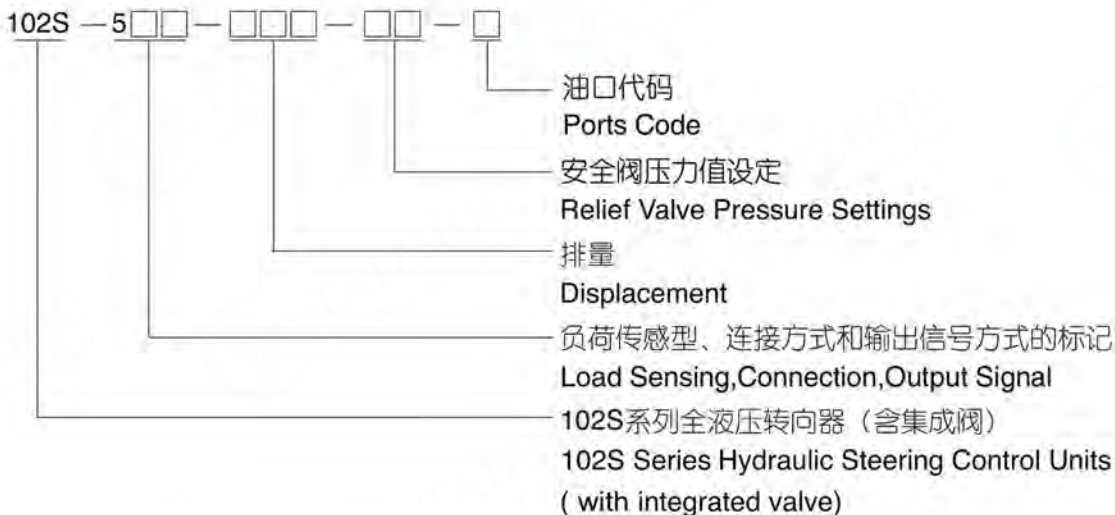 102S — 5□□ — □□□ — □□ — □
油口代码
Ports Code
安全阀压力值设定
Relief Valve Pressure Settings
排量
Displacement
负荷传感型、连接方式和输出信号方式的标记
Load Sensing,Connection,Output Signal
102S系列全液压转向器（含集成阀）
102S Series Hydraulic Steering Control Units
( with integrated valve)